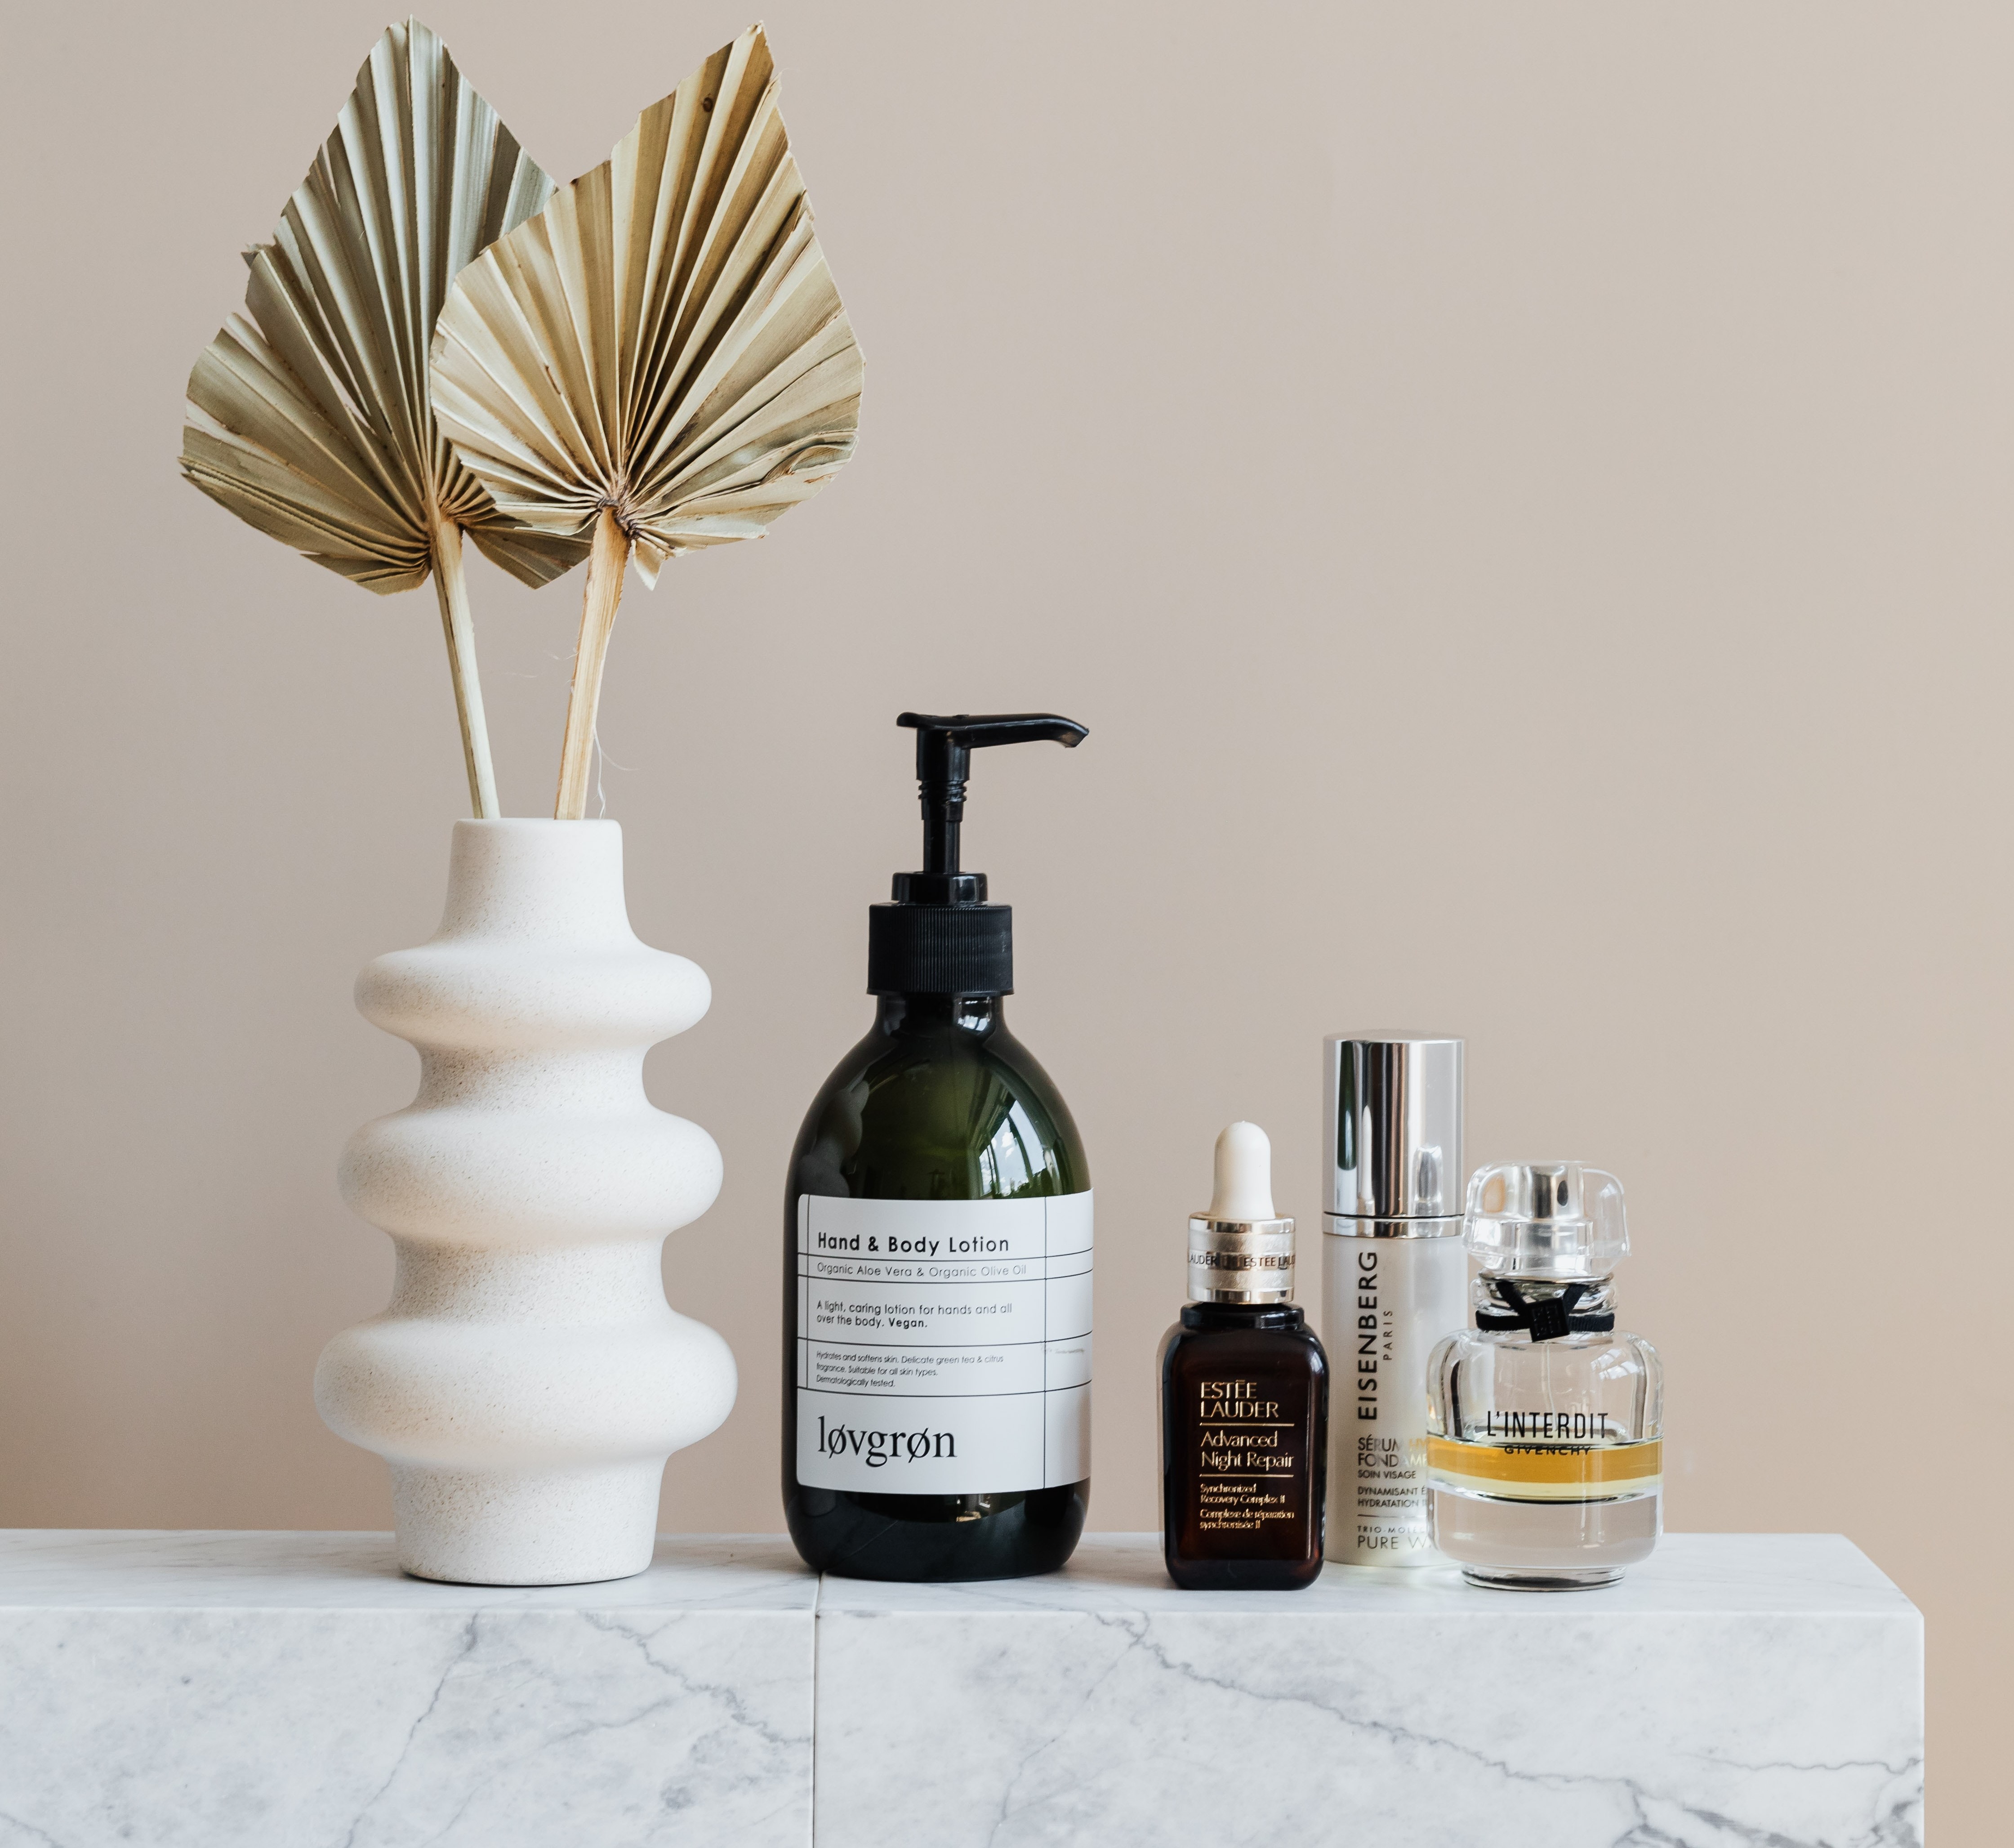 Hand & Body Lotion
Organic Aloe Vera & Organic Olive Oil
A light, caring lotion for hands and all
over the body. Vegan.
Hydrates and softens skin. Delicate green tea & citrus
fragrance. Suitable for all skin types.
Dermatologically tested.
løvgrøn
ESTEE
ESTĒE
LAUDER
Advanced
Night Repair
Synchronized
Recovery Complex II
Complexe de réparation
synchronisée II
EISENBERG
PARIS
SÉRUM
SOIN VISAGE
DYNAMISANT
HYDRATATION
PURE
L'INTERDIT
GIVENCHY